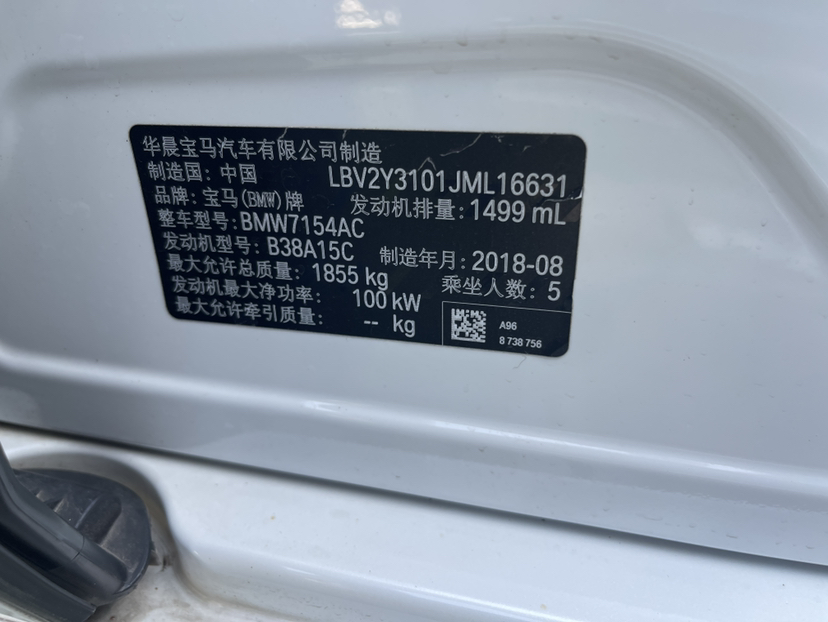 华晨宝马汽车有限公司制造
制造国: 中国 LBV2Y3101JML16631
品牌: 宝马(BMW)牌 发动机排量: 1499 mL
整车型号: BMW7154AC
发动机型号: B38A15C 制造年月: 2018-08
最大允许总质量: 1855 kg 乘坐人数: 5
发动机最大净功率: 100 kW
最大允许牵引质量: -- kg
A96
8 738 756